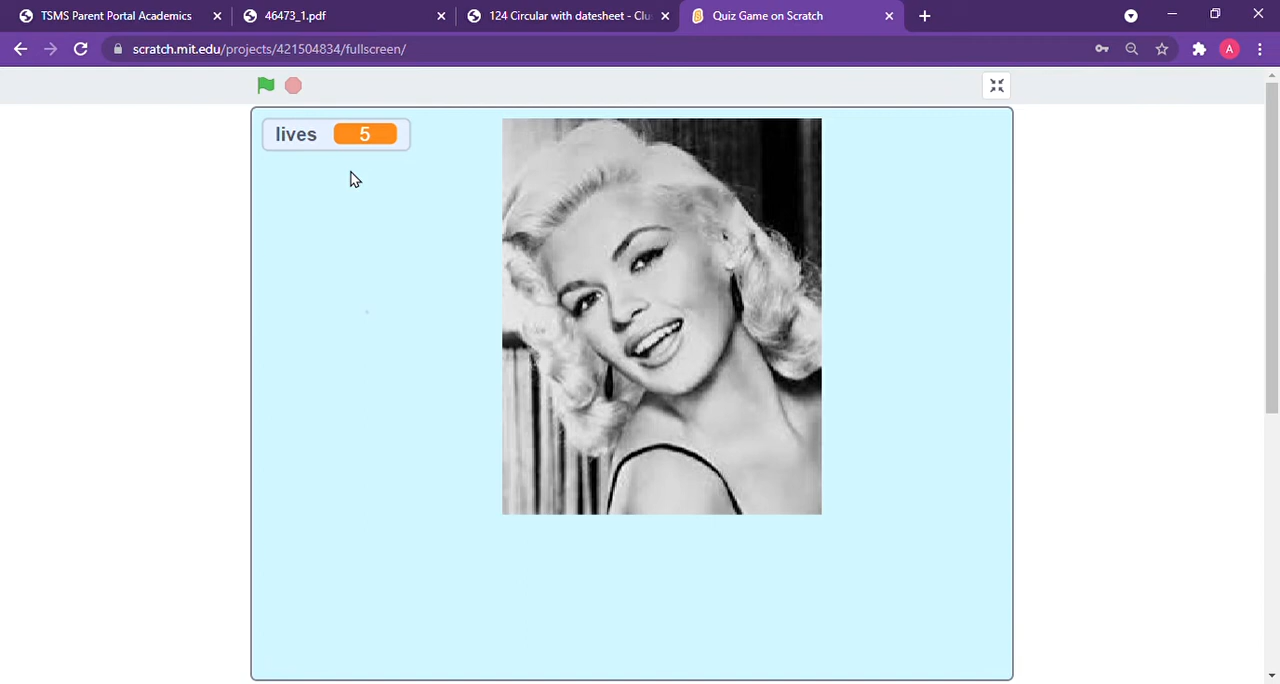 TSMS Parent Portal Academics
46473_1.pdf
124 Circular with datesheet - Clu
Quiz Game on Scratch
scratch.mit.edu/projects/421504834/fullscreen/
A
lives 5